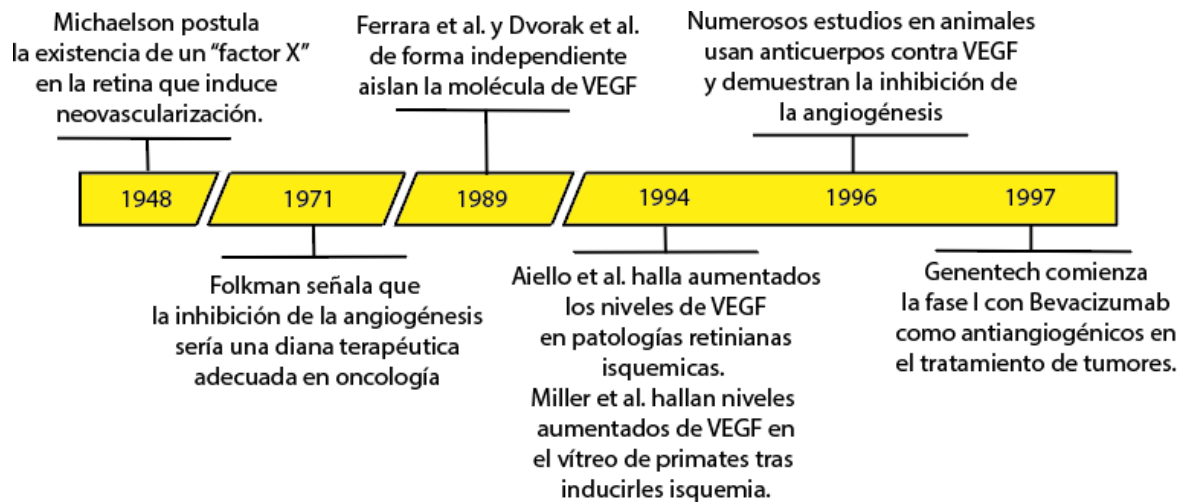 Michaelson postula
la existencia de un “factor X”
en la retina que induce
neovascularización.
Ferrara et al. y Dvorak et al.
de forma independiente
aislan la molécula de VEGF
Numerosos estudios en animales
usan anticuerpos contra VEGF
y demuestran la inhibición de
la angiogénesis
1948
1971
1989
1994
1996
1997
Folkman señala que
la inhibición de la angiogénesis
sería una diana terapéutica
adecuada en oncología
Aiello et al. halla aumentados
los niveles de VEGF
en patologías retinianas
isquemicas.
Miller et al. hallan niveles
aumentados de VEGF en
el vítreo de primates tras
inducirles isquemia.
Genentech comienza
la fase I con Bevacizumab
como antiangiogénicos en
el tratamiento de tumores.